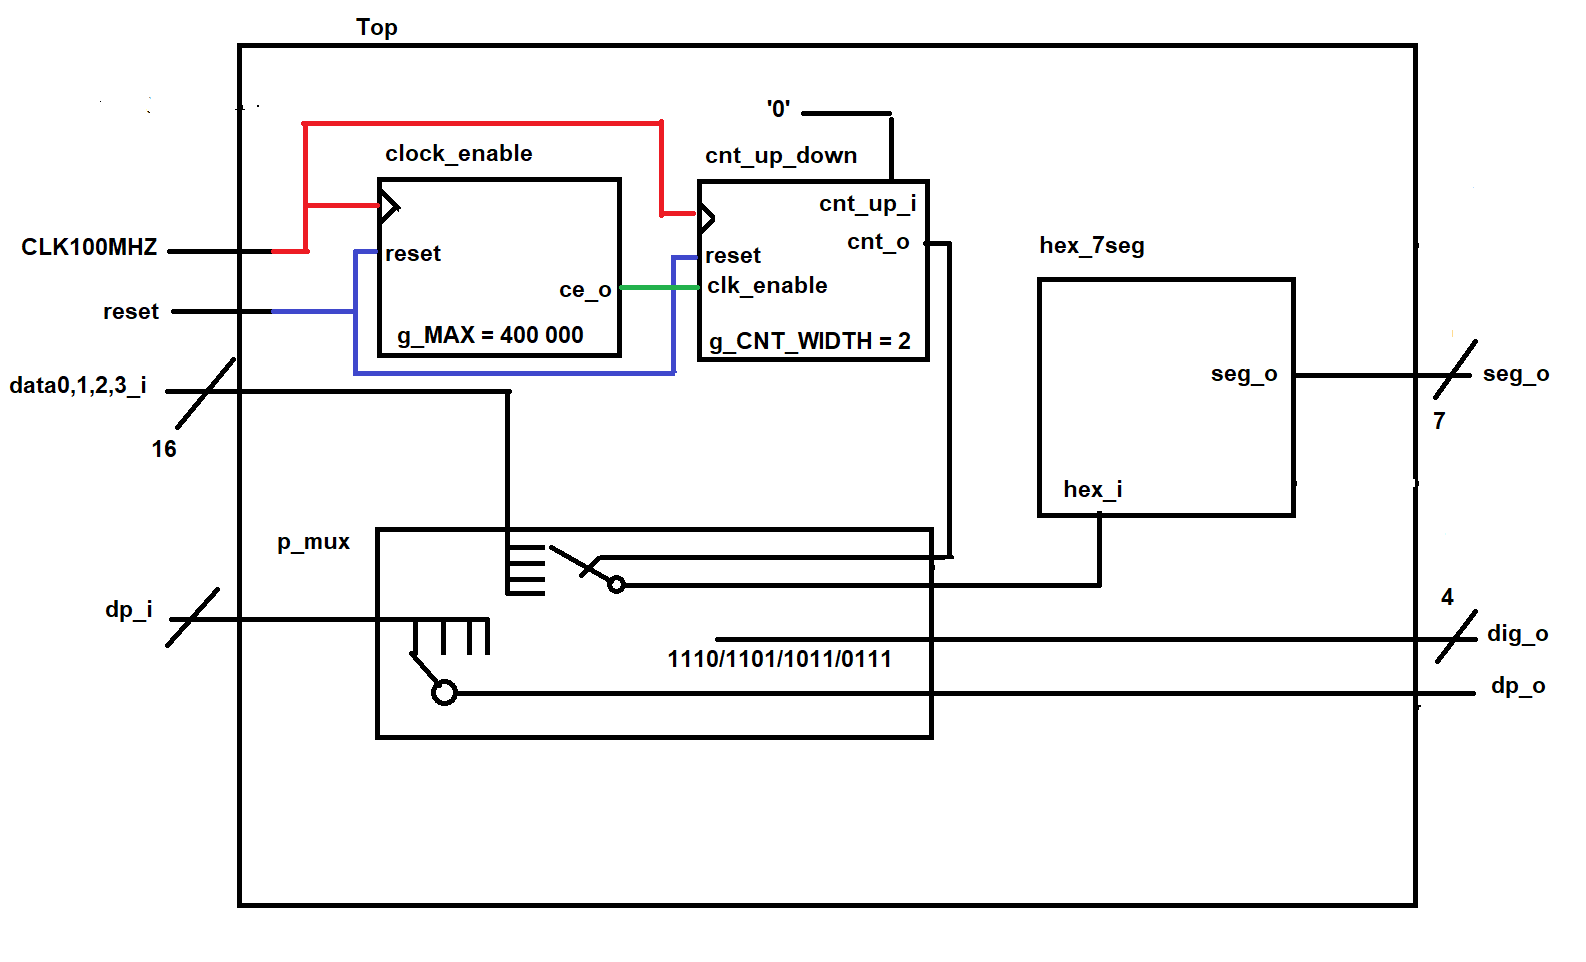 Top
'0'
clock_enable
cnt_up_down
cnt_up_i
cnt_o
CLK100MHZ
reset
reset
hex_7seg
ce_o
clk_enable
reset
g_MAX = 400 000
g_CNT_WIDTH = 2
data0,1,2,3_i
16
seg_o
seg_o
7
hex_i
p_mux
dp_i
4
dig_o
1110/1101/1011/0111
dp_o